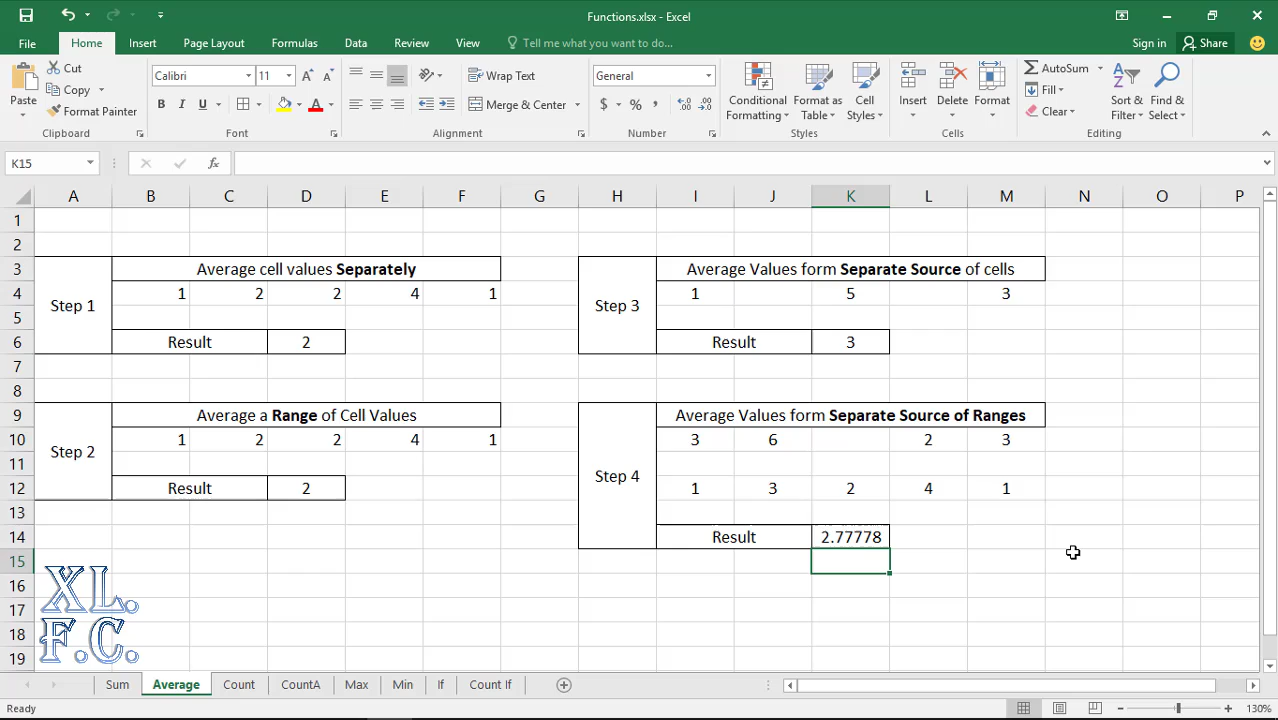 Functions.xlsx - Excel
File Home Insert Page Layout Formulas Data Review View Tell me what you want to do... Sign in Share
Paste
Cut
Copy
Format Painter
Clipboard
Calibri 11 A A
B I U A
Font
Wrap Text
Merge & Center
Alignment
General
$ % ,
Number
Conditional Formatting
Format as Table
Cell Styles
Styles
Insert Delete Format
Cells
AutoSum
Fill
Clear
Sort & Filter
Find & Select
Editing
K15 fx
A B C D E F G H I J K L M N O P
1
2
3 Average cell values Separately Average Values form Separate Source of cells
4 1 2 2 4 1 1 5 3
Step 1 Step 3
5
6 Result 2 Result 3
7
8
9 Average a Range of Cell Values Average Values form Separate Source of Ranges
10 1 2 2 4 1 3 6 2 3
Step 2
11
Step 4
12 Result 2 1 3 2 4 1
13
14 Result 2.77778
15
16
17
18
19
XL.
F.C.
Sum Average Count CountA Max Min If Count If
Ready 130%